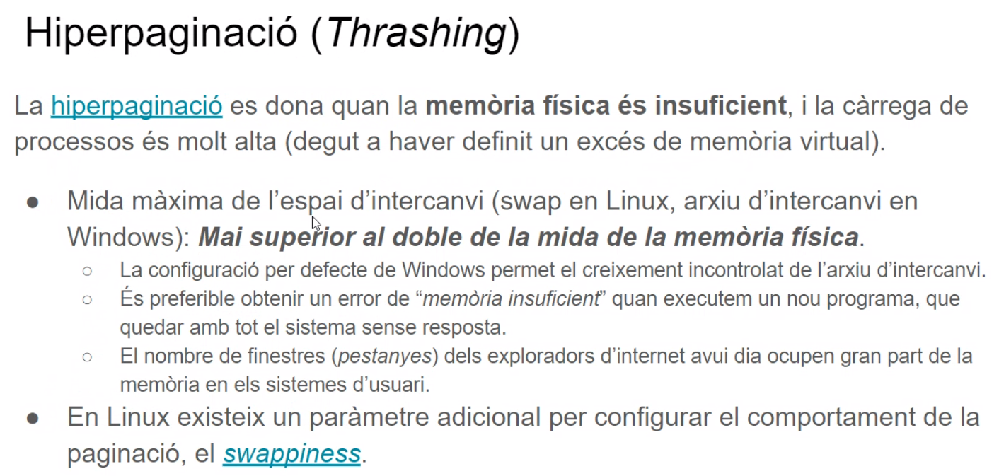 Hiperpaginació (Thrashing)
La hiperpaginació es dona quan la memòria física és insuficient, i la càrrega de
processos és molt alta (degut a haver definit un excés de memòria virtual).
● Mida màxima de l’espai d’intercanvi (swap en Linux, arxiu d’intercanvi en
Windows): Mai superior al doble de la mida de la memòria física.
○ La configuració per defecte de Windows permet el creixement incontrolat de l’arxiu d’intercanvi.
○ És preferible obtenir un error de “memòria insuficient” quan executem un nou programa, que
quedar amb tot el sistema sense resposta.
○ El nombre de finestres (pestanyes) dels exploradors d’internet avui dia ocupen gran part de la
memòria en els sistemes d’usuari.
● En Linux existeix un paràmetre adicional per configurar el comportament de la
paginació, el swappiness.